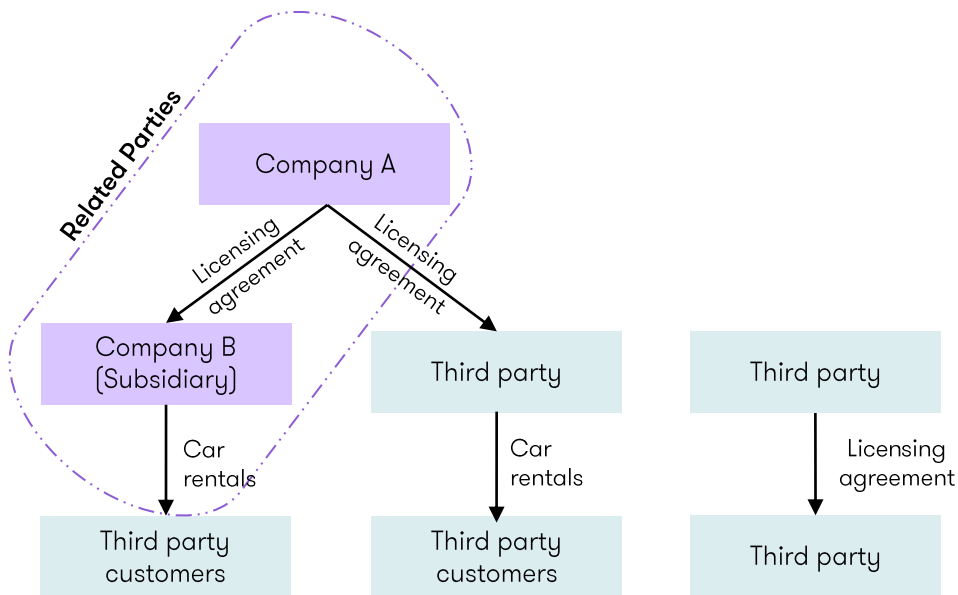 Related Parties
Company A
Licensing
agreement
Licensing
agreement
Company B
(Subsidiary)
Third party
Third party
Car
rentals
Car
rentals
Licensing
agreement
Third party
customers
Third party
customers
Third party